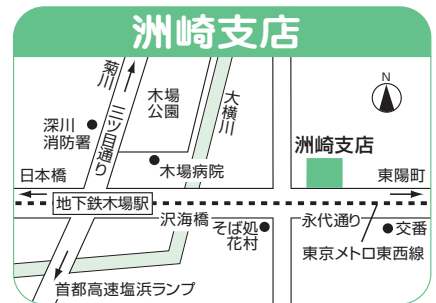 洲崎支店
菊川
三ツ目通り
木場
公園
大横川
N
深川
消防署
木場病院
洲崎支店
日本橋
東陽町
地下鉄木場駅
沢海橋
そば処
花村
永代通り
交番
東京メトロ東西線
首都高速塩浜ランプ